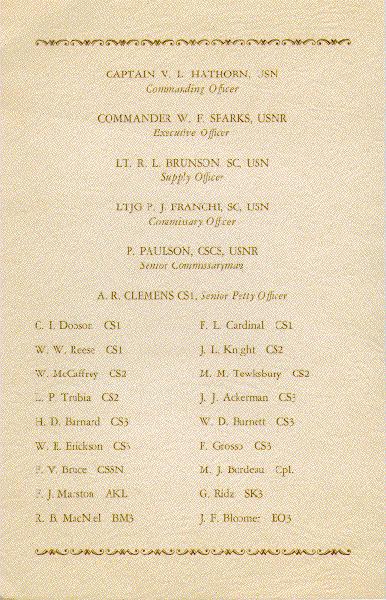 CAPTAIN V. L. HATHORN, USN
Commanding Officer
COMMANDER W. F. SPARKS, USNR
Executive Officer
LT. R. L. BRUNSON, SC, USN
Supply Officer
LTJG P. J. FRANCHI, SC, USN
Commissary Officer
P. PAULSON, CSCS, USNR
Senior Commissaryman
A. R. CLEMENS CS1, Senior Petty Officer
C. I. Dobson CS1
W. W. Reese CS1
W. McCaffrey CS2
P. Trubia CS2
H. D. Barnard CS3
W. E. Erickson CS3
F. V. Bruce CSSN
F. J. Marston AKL
R. B. MacNiel BM3
F. L. Cardinal CS1
J. L. Knight CS2
M. M. Tewksbury CS2
J. J. Ackerman CS3
W. D. Burnett CS3
F. Grosso CS3
M. J. Bordeau Cpl.
G. Ridz SK3
J. F. Bloomer EO3